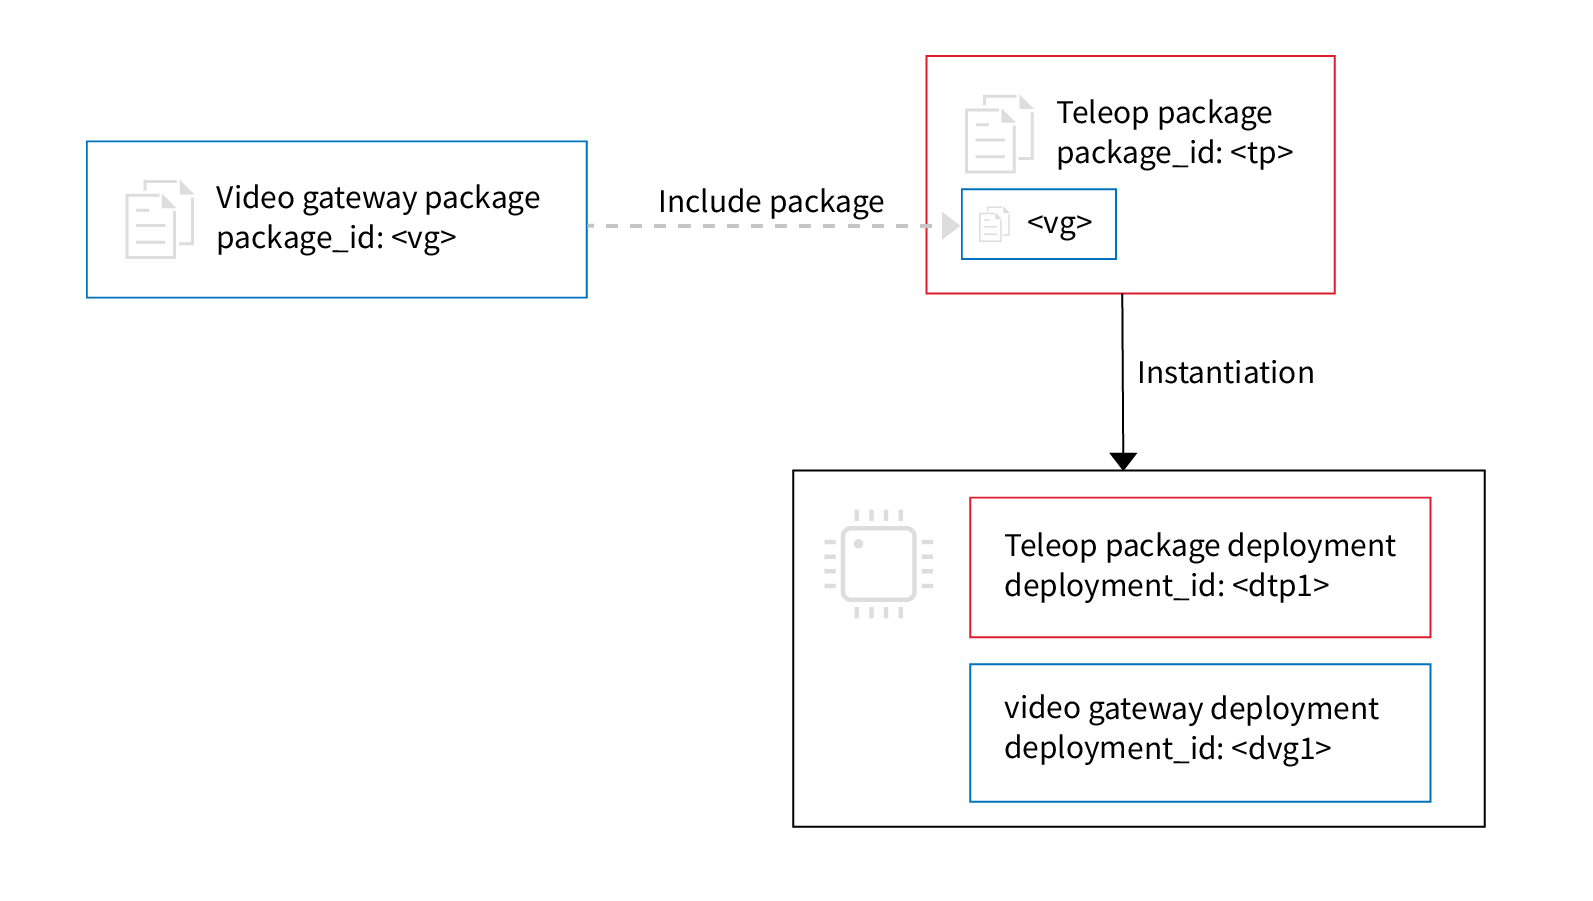 Video gateway package
package_id: <vg>
Include package
Teleop package
package_id: <tp>
<vg>
Instantiation
Teleop package deployment
deployment_id: <dtp1>
video gateway deployment
deployment_id: <dvg1>